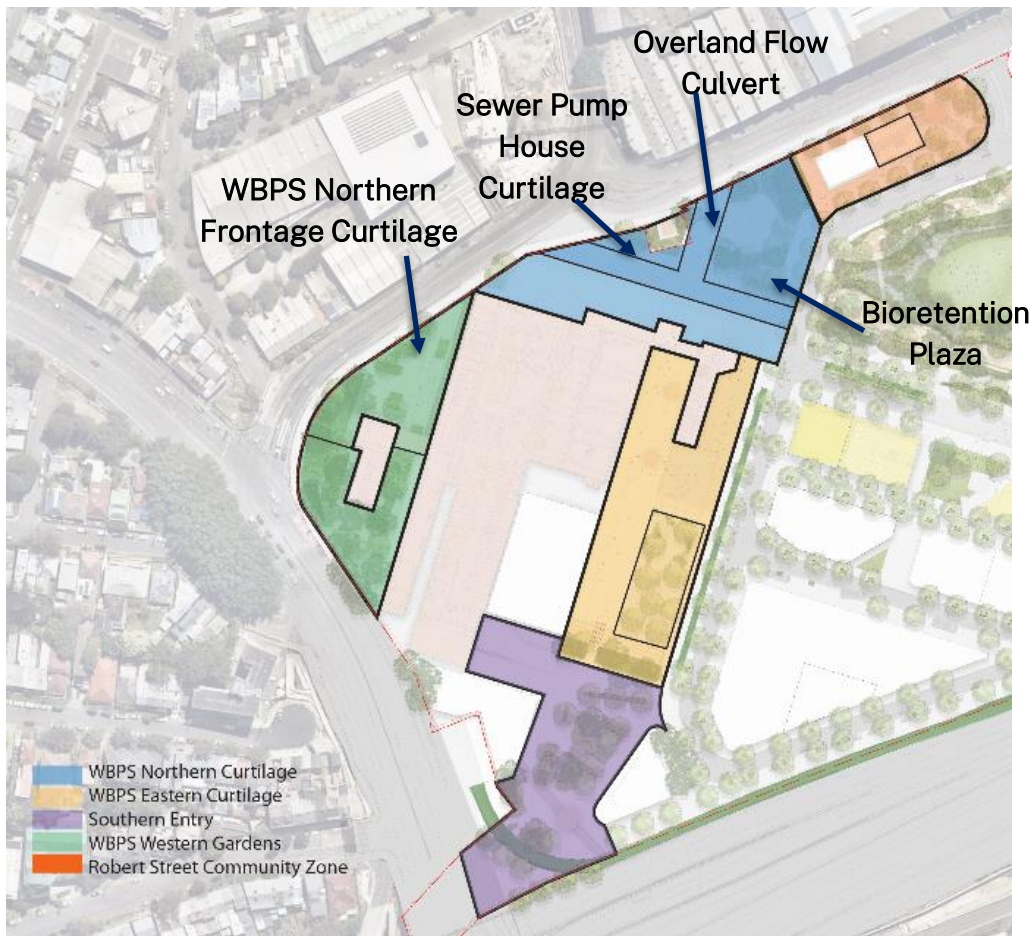 Overland Flow
Culvert
Sewer Pump
House
Curtilage
WBPS Northern
Frontage Curtilage
Bioretention
Plaza
WBPS Northern Curtilage
WBPS Eastern Curtilage
Southern Entry
WBPS Western Gardens
Robert Street Community Zone